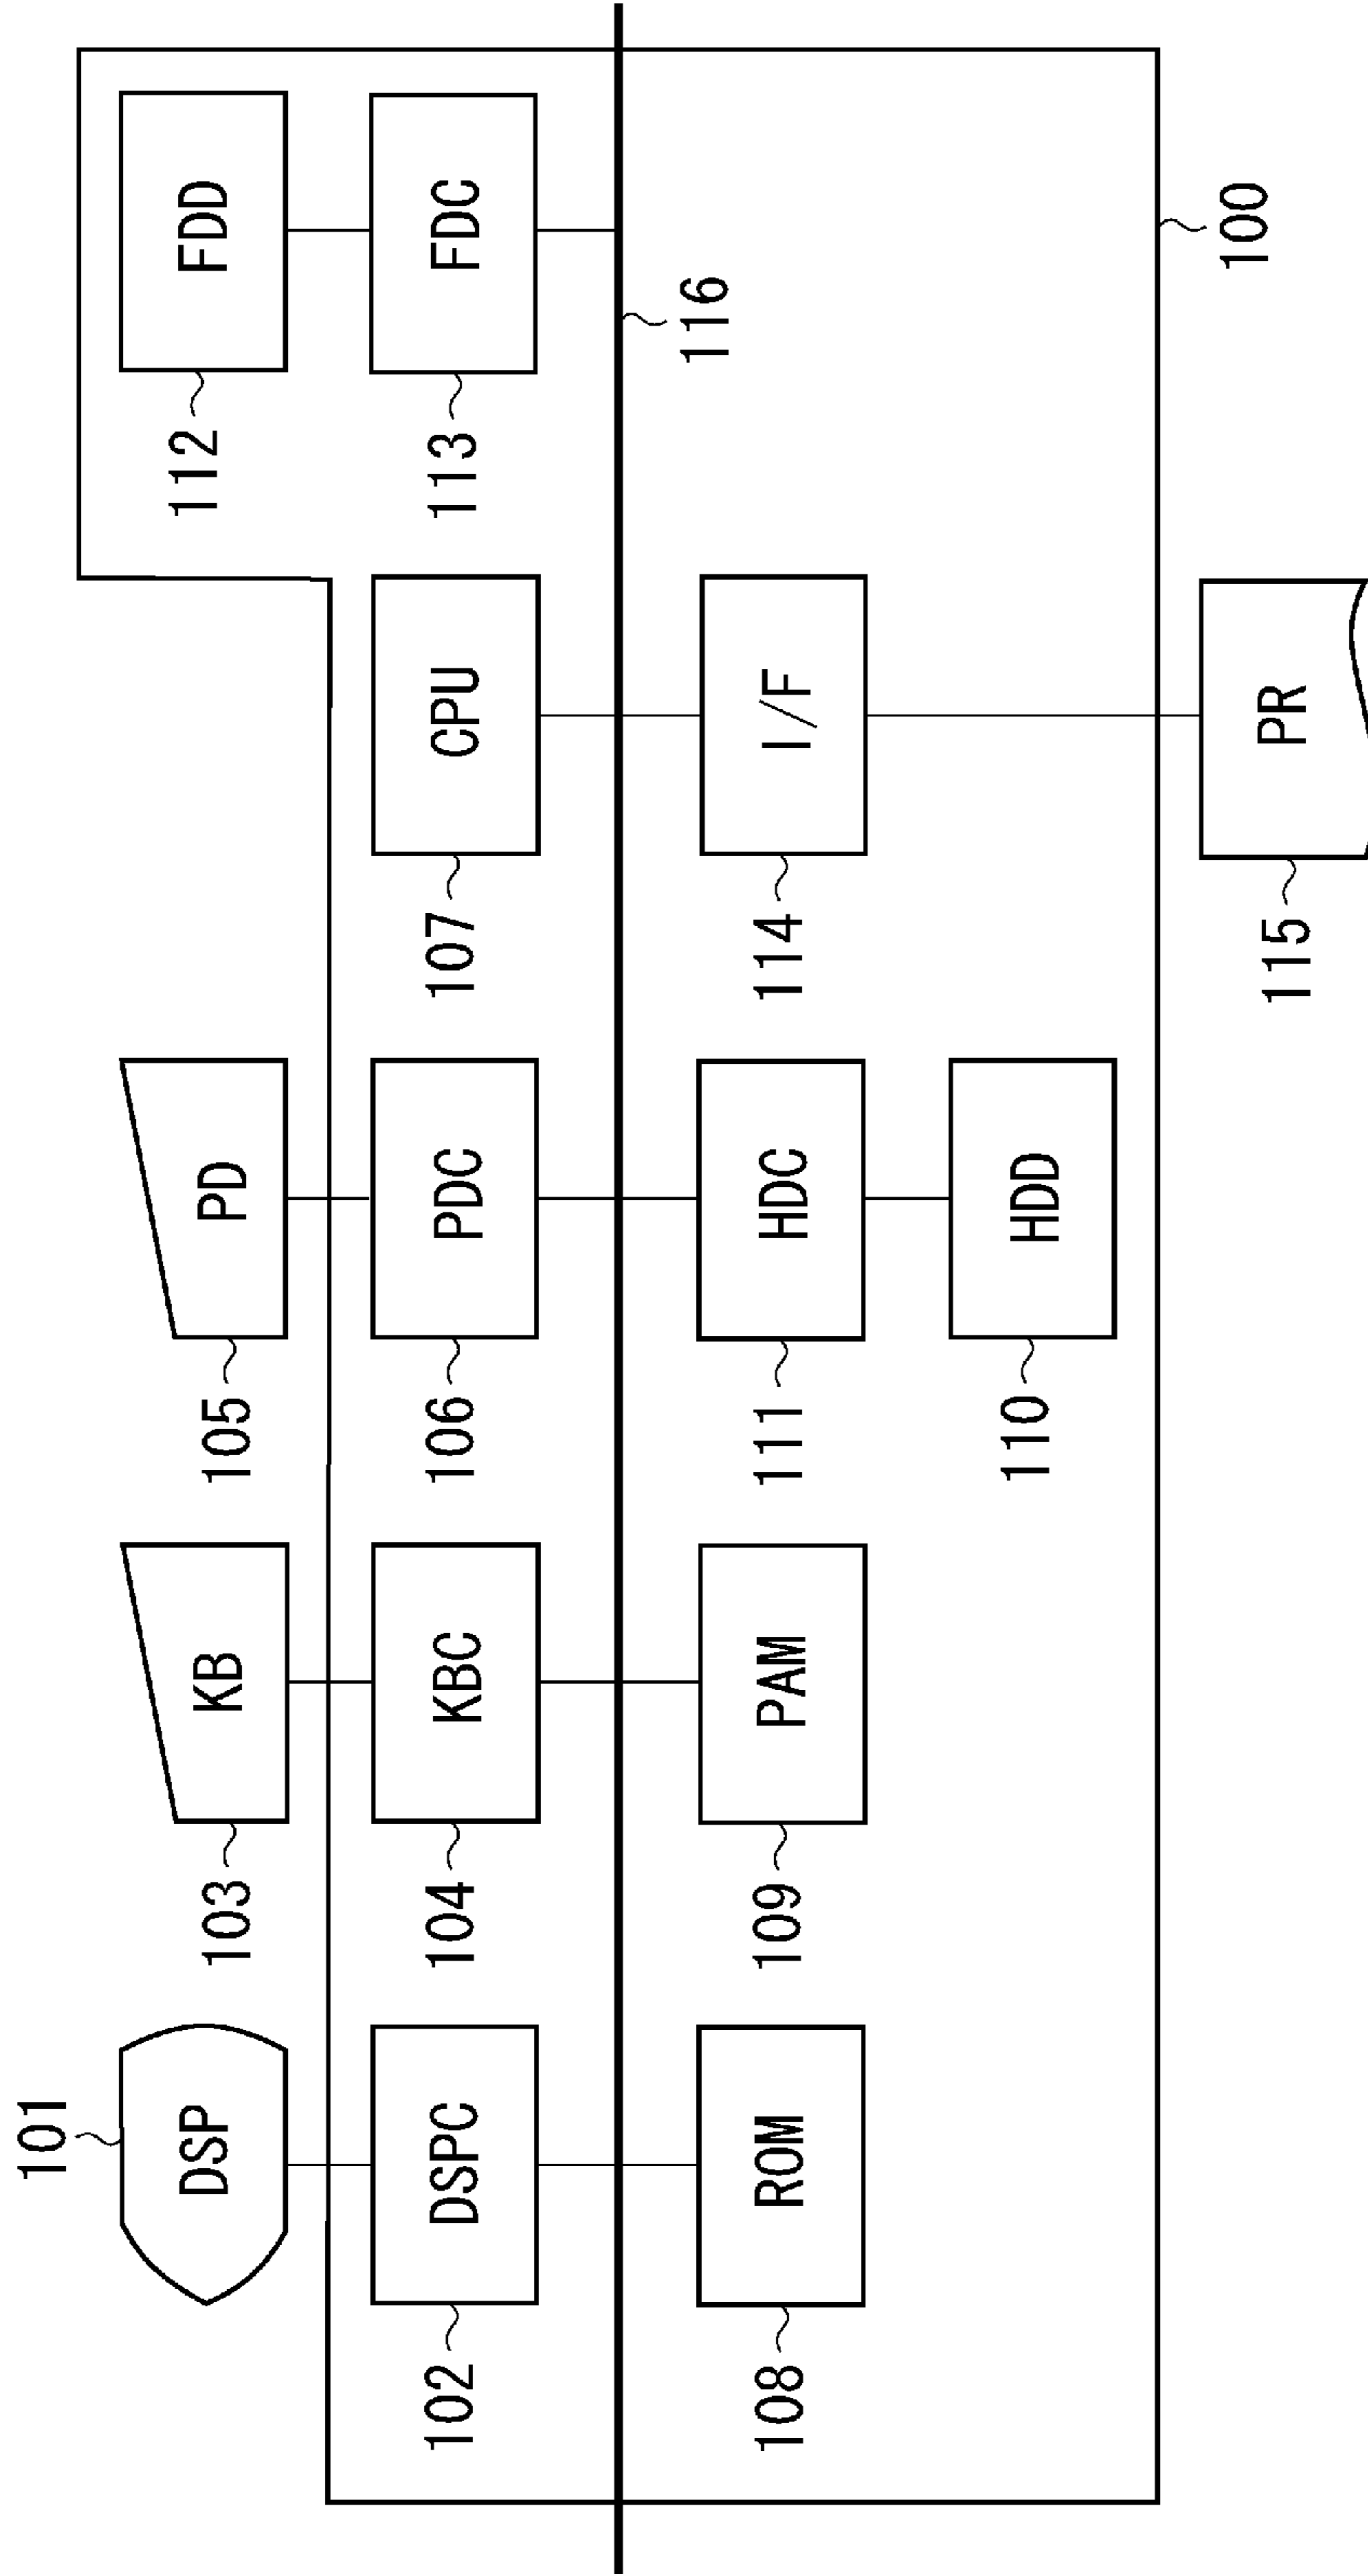 101
DSP
103
KB
105
PD
112
FDD
102
DSPC
104
KBC
106
PDC
107
CPU
113
FDC
116
108
ROM
109
PAM
111
HDC
114
I/F
110
HDD
100
115
PR